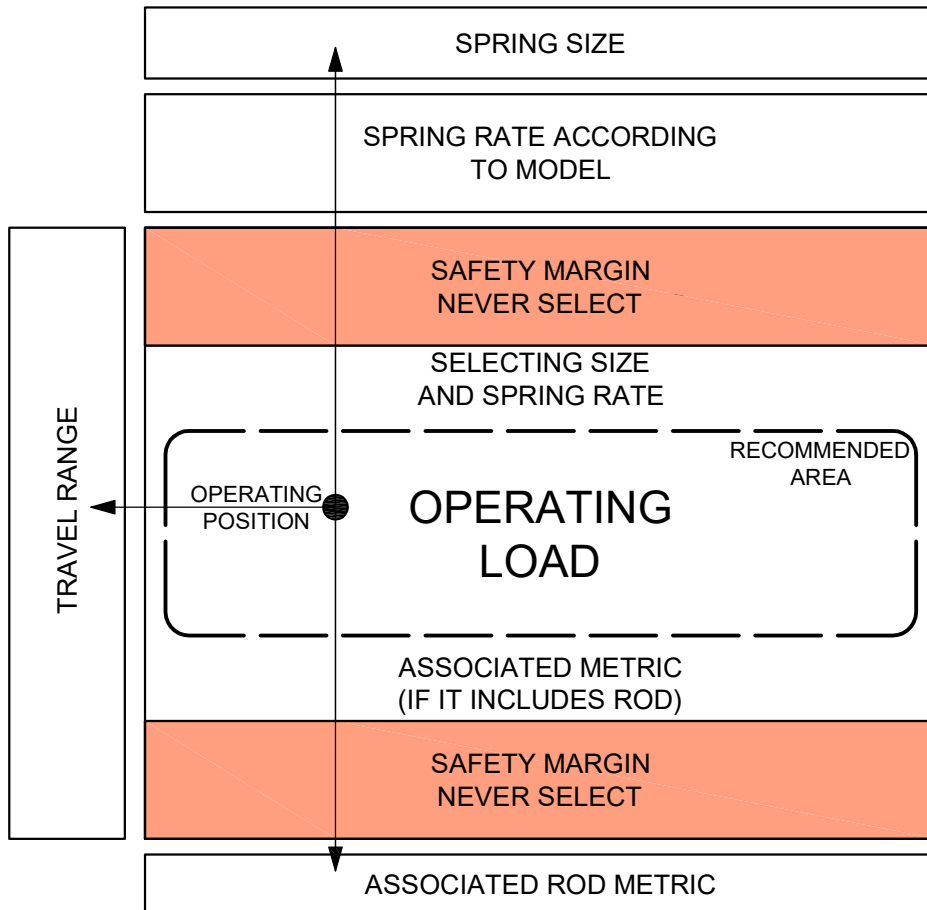 SPRING SIZE
SPRING RATE ACCORDING
TO MODEL
SAFETY MARGIN
NEVER SELECT
SELECTING SIZE
AND SPRING RATE
TRAVEL RANGE
RECOMMENDED
AREA
OPERATING
POSITION
OPERATING
LOAD
ASSOCIATED METRIC
(IF IT INCLUDES ROD)
SAFETY MARGIN
NEVER SELECT
ASSOCIATED ROD METRIC